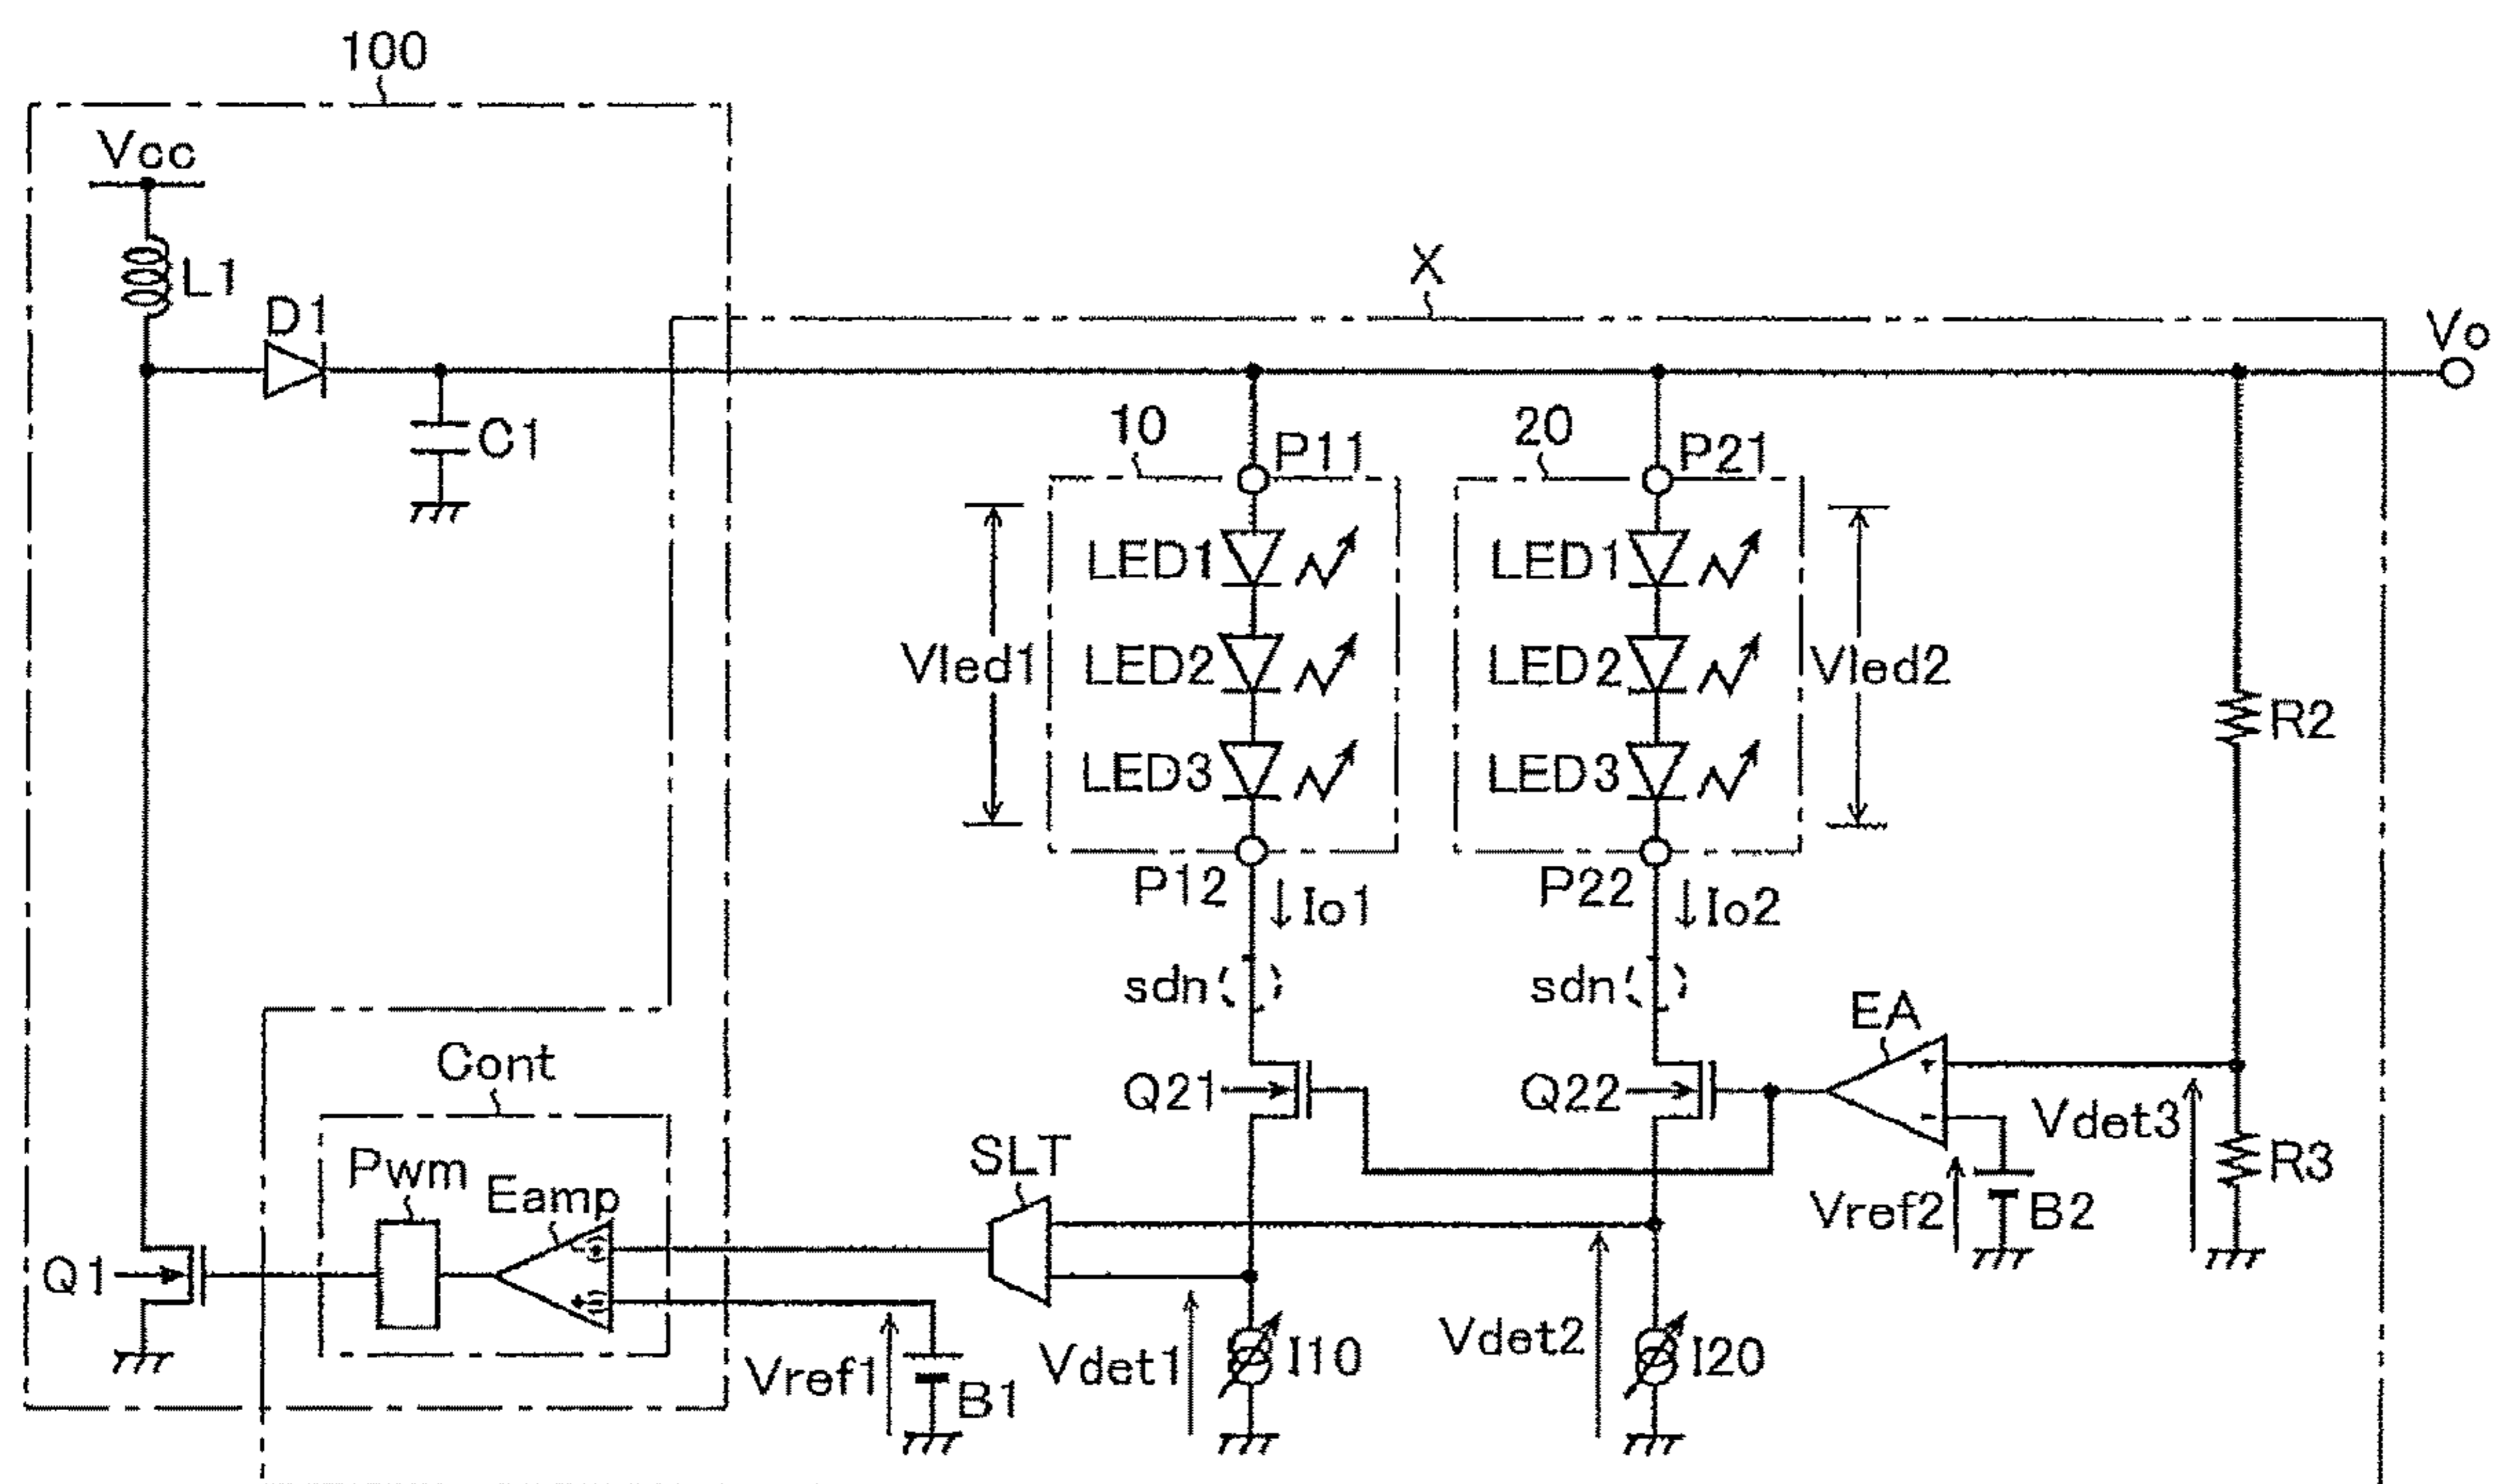 100
Vcc
L1
D1
C1
X
Vo
10
P11
20
P21
LED1
LED1
Vled1
LED2
LED2
Vled2
LED3
LED3
R2
P12
Io1
P22
Io2
sdn
sdn
EA
+
-
Cont
Q21
Q22
Vdet3
SLT
Pwm
Eamp
Vref2
B2
R3
Q1
Vref1
B1
Vdet1
I10
Vdet2
I20